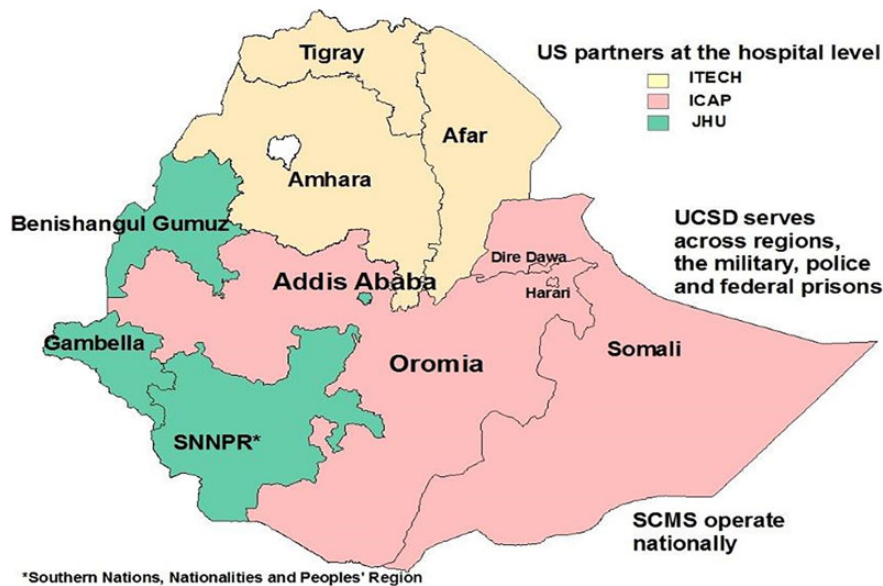 Tigray
US partners at the hospital level
ITECH
ICAP
JHU
Afar
Amhara
Benishangul Gumuz
UCSD serves
across regions,
the military, police
and federal prisons
Dire Dawa
Addis Ababa
Harari
Gambella
Somali
Oromia
SNNPR*
SCMS operate
nationally
*Southern Nations, Nationalities and Peoples' Region